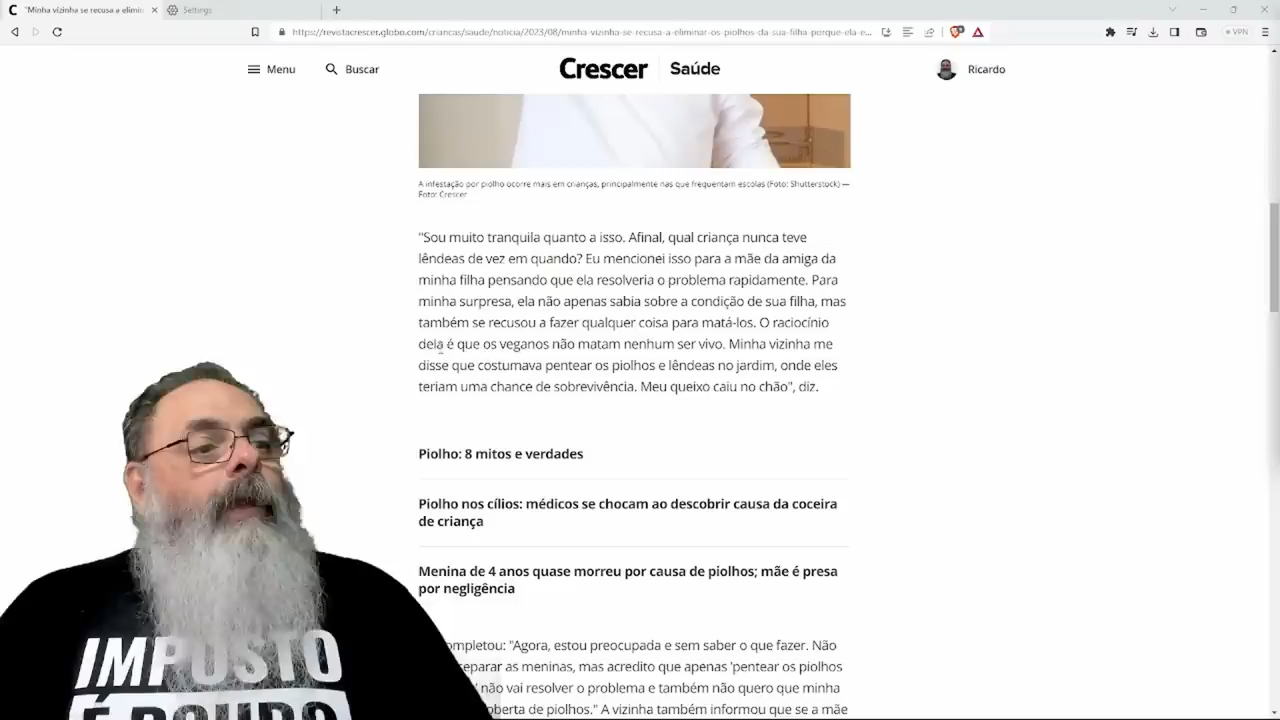 "Minha vizinha se recusa a elimin
Settings
https://revistacrescer.globo.com/criancas/saude/noticia/2023/08/minha-vizinha-se-recusa-a-eliminar-os-piolhos-da-sua-filha-porque-ela-e...
VPN
Menu
Buscar
Crescer
Saúde
Ricardo
A infestação por piolho ocorre mais em crianças, principalmente nas que frequentam escolas (Foto: Shutterstock) —
Foto: Crescer
"Sou muito tranquila quanto a isso. Afinal, qual criança nunca teve
lêndeas de vez em quando? Eu mencionei isso para a mãe da amiga da
minha filha pensando que ela resolveria o problema rapidamente. Para
minha surpresa, ela não apenas sabia sobre a condição de sua filha, mas
também se recusou a fazer qualquer coisa para matá-los. O raciocínio
dela é que os veganos não matam nenhum ser vivo. Minha vizinha me
disse que costumava pentear os piolhos e lêndeas no jardim, onde eles
teriam uma chance de sobrevivência. Meu queixo caiu no chão", diz.
Piolho: 8 mitos e verdades
Piolho nos cílios: médicos se chocam ao descobrir causa da coceira
de criança
Menina de 4 anos quase morreu por causa de piolhos; mãe é presa
por negligência
ompletou: "Agora, estou preocupada e sem saber o que fazer. Não
eparar as meninas, mas acredito que apenas 'pentear os piolhos
' não vai resolver o problema e também não quero que minha
oberta de piolhos." A vizinha também informou que se a mãe
IMPOSTO
É ROUBO